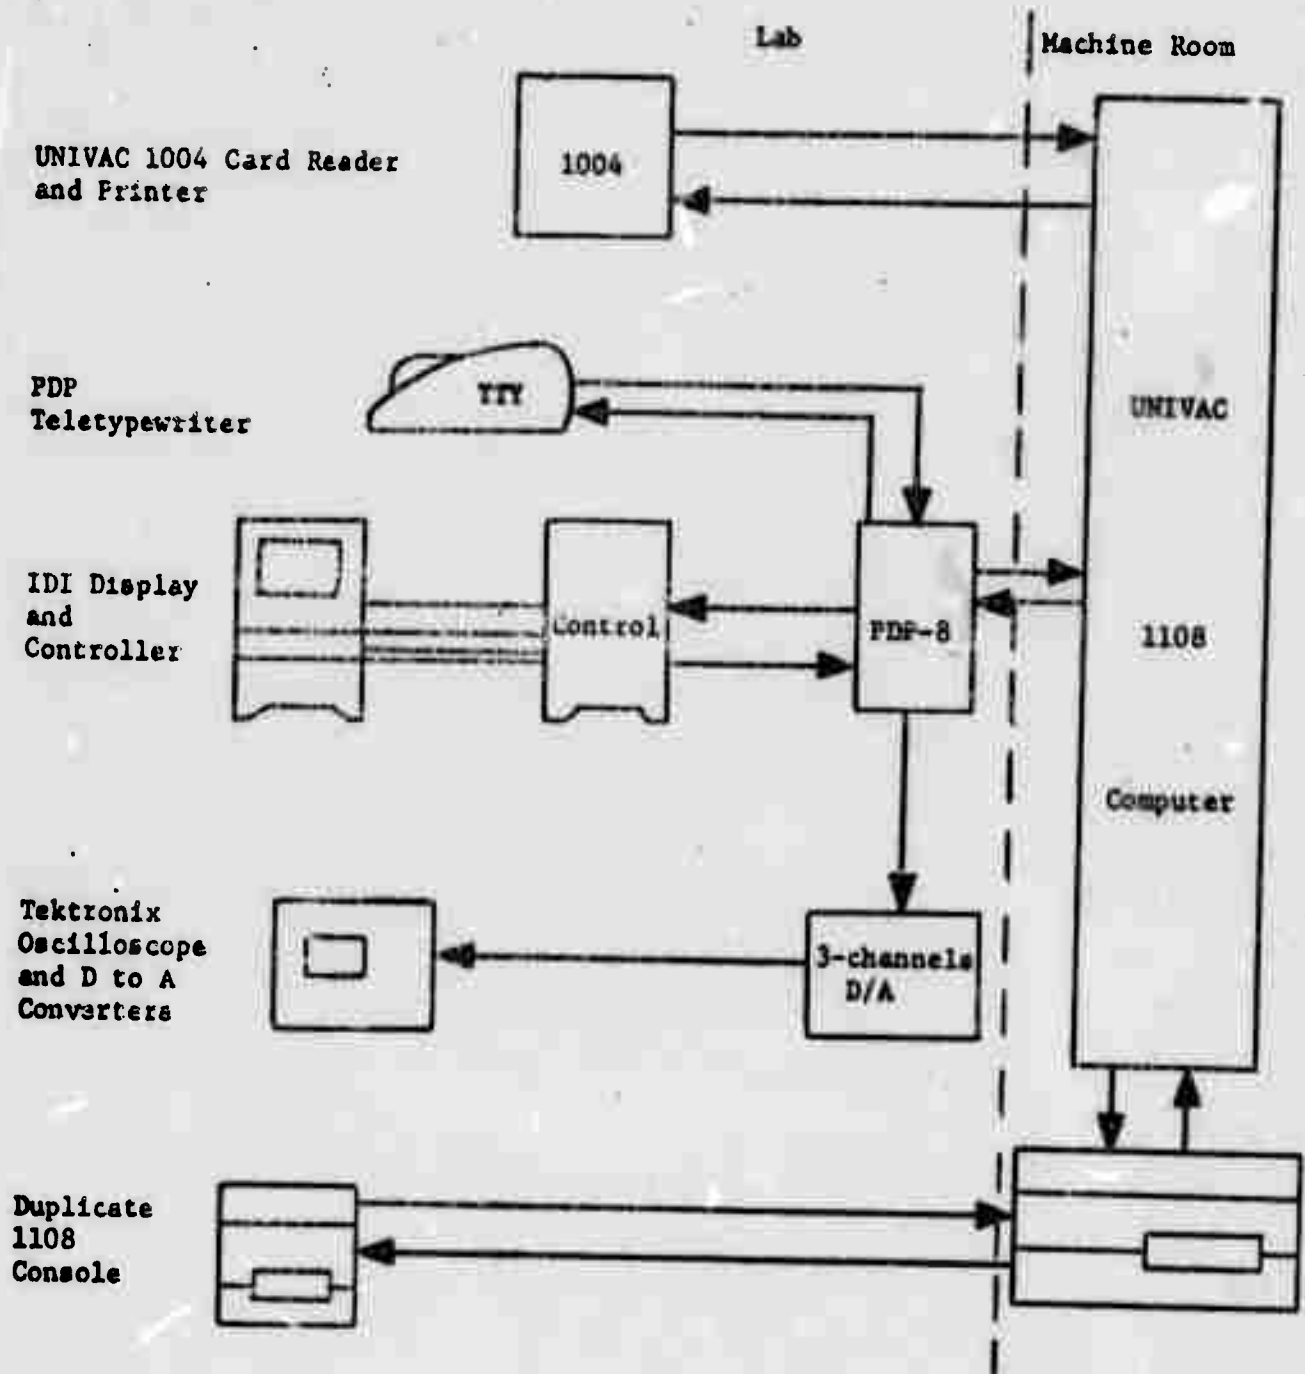 Lab
Machine Room
UNIVAC 1004 Card Reader
and Printer
1004
PDP
Teletypewriter
TTY
UNIVAC
1108
Computer
IDI Display
and
Controller
Control
PDP-8
Tektronix
Oscilloscope
and D to A
Converters
3-channels
D/A
Duplicate
1108
Console